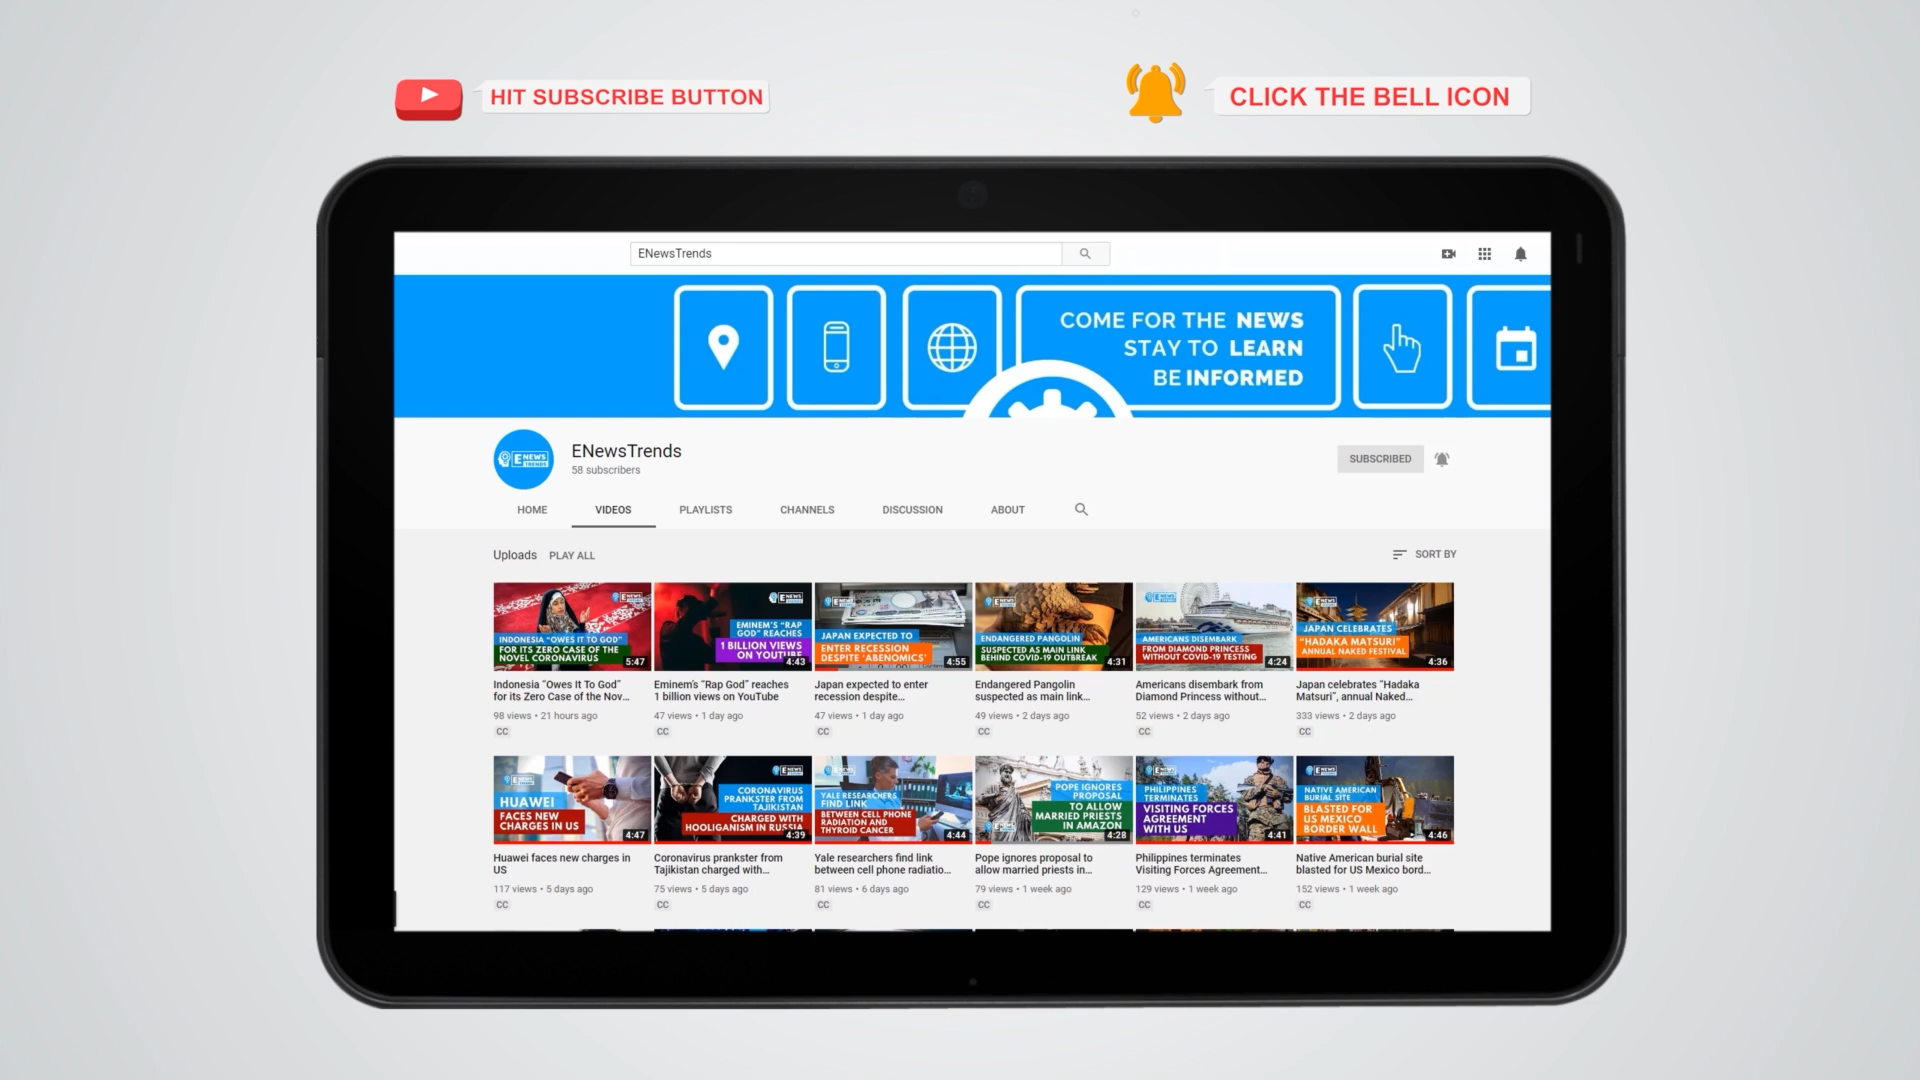 HIT SUBSCRIBE BUTTON
CLICK THE BELL ICON
ENewsTrends
COME FOR THE NEWS
STAY TO LEARN
BE INFORMED
E NEWS
TRENDS
ENewsTrends
58 subscribers
SUBSCRIBED
HOME VIDEOS PLAYLISTS CHANNELS DISCUSSION ABOUT
Uploads PLAY ALL
SORT BY
INDONESIA "OWES IT TO GOD"
FOR ITS ZERO CASE OF THE
NOVEL CORONAVIRUS
5:47
Indonesia "Owes It To God"
for its Zero Case of the Nov...
98 views • 21 hours ago
CC
EMINEM'S "RAP
GOD" REACHES
1 BILLION VIEWS
ON YOUTUBE
4:43
Eminem's "Rap God" reaches
1 billion views on YouTube
47 views • 1 day ago
CC
JAPAN EXPECTED TO
ENTER RECESSION
DESPITE 'ABENOMICS'
4:55
Japan expected to enter
recession despite...
47 views • 1 day ago
CC
ENDANGERED PANGOLIN
SUSPECTED AS MAIN LINK
BEHIND COVID-19 OUTBREAK
4:31
Endangered Pangolin
suspected as main link...
49 views • 2 days ago
CC
AMERICANS DISEMBARK
FROM DIAMOND PRINCESS
WITHOUT COVID-19 TESTING
4:24
Americans disembark from
Diamond Princess without...
52 views • 2 days ago
CC
JAPAN CELEBRATES
"HADAKA MATSURI"
ANNUAL NAKED FESTIVAL
4:36
Japan celebrates "Hadaka
Matsuri", annual Naked...
333 views • 2 days ago
CC
HUAWEI
FACES NEW
CHARGES IN US
4:47
Huawei faces new charges in
US
117 views • 5 days ago
CC
CORONAVIRUS
PRANKSTER FROM
TAJIKISTAN
CHARGED WITH
HOOLIGANISM IN RUSSIA
4:39
Coronavirus prankster from
Tajikistan charged with...
75 views • 5 days ago
CC
YALE RESEARCHERS
FIND LINK
BETWEEN CELL PHONE
RADIATION AND
THYROID CANCER
4:44
Yale researchers find link
between cell phone radiatio...
81 views • 6 days ago
CC
POPE IGNORES
PROPOSAL
TO ALLOW
MARRIED PRIESTS
IN AMAZON
4:28
Pope ignores proposal to
allow married priests in...
79 views • 1 week ago
CC
PHILIPPINES
TERMINATES
VISITING FORCES
AGREEMENT
WITH US
4:41
Philippines terminates
Visiting Forces Agreement...
129 views • 1 week ago
CC
NATIVE AMERICAN
BURIAL SITE
BLASTED FOR
US MEXICO
BORDER WALL
4:46
Native American burial site
blasted for US Mexico bord...
152 views • 1 week ago
CC